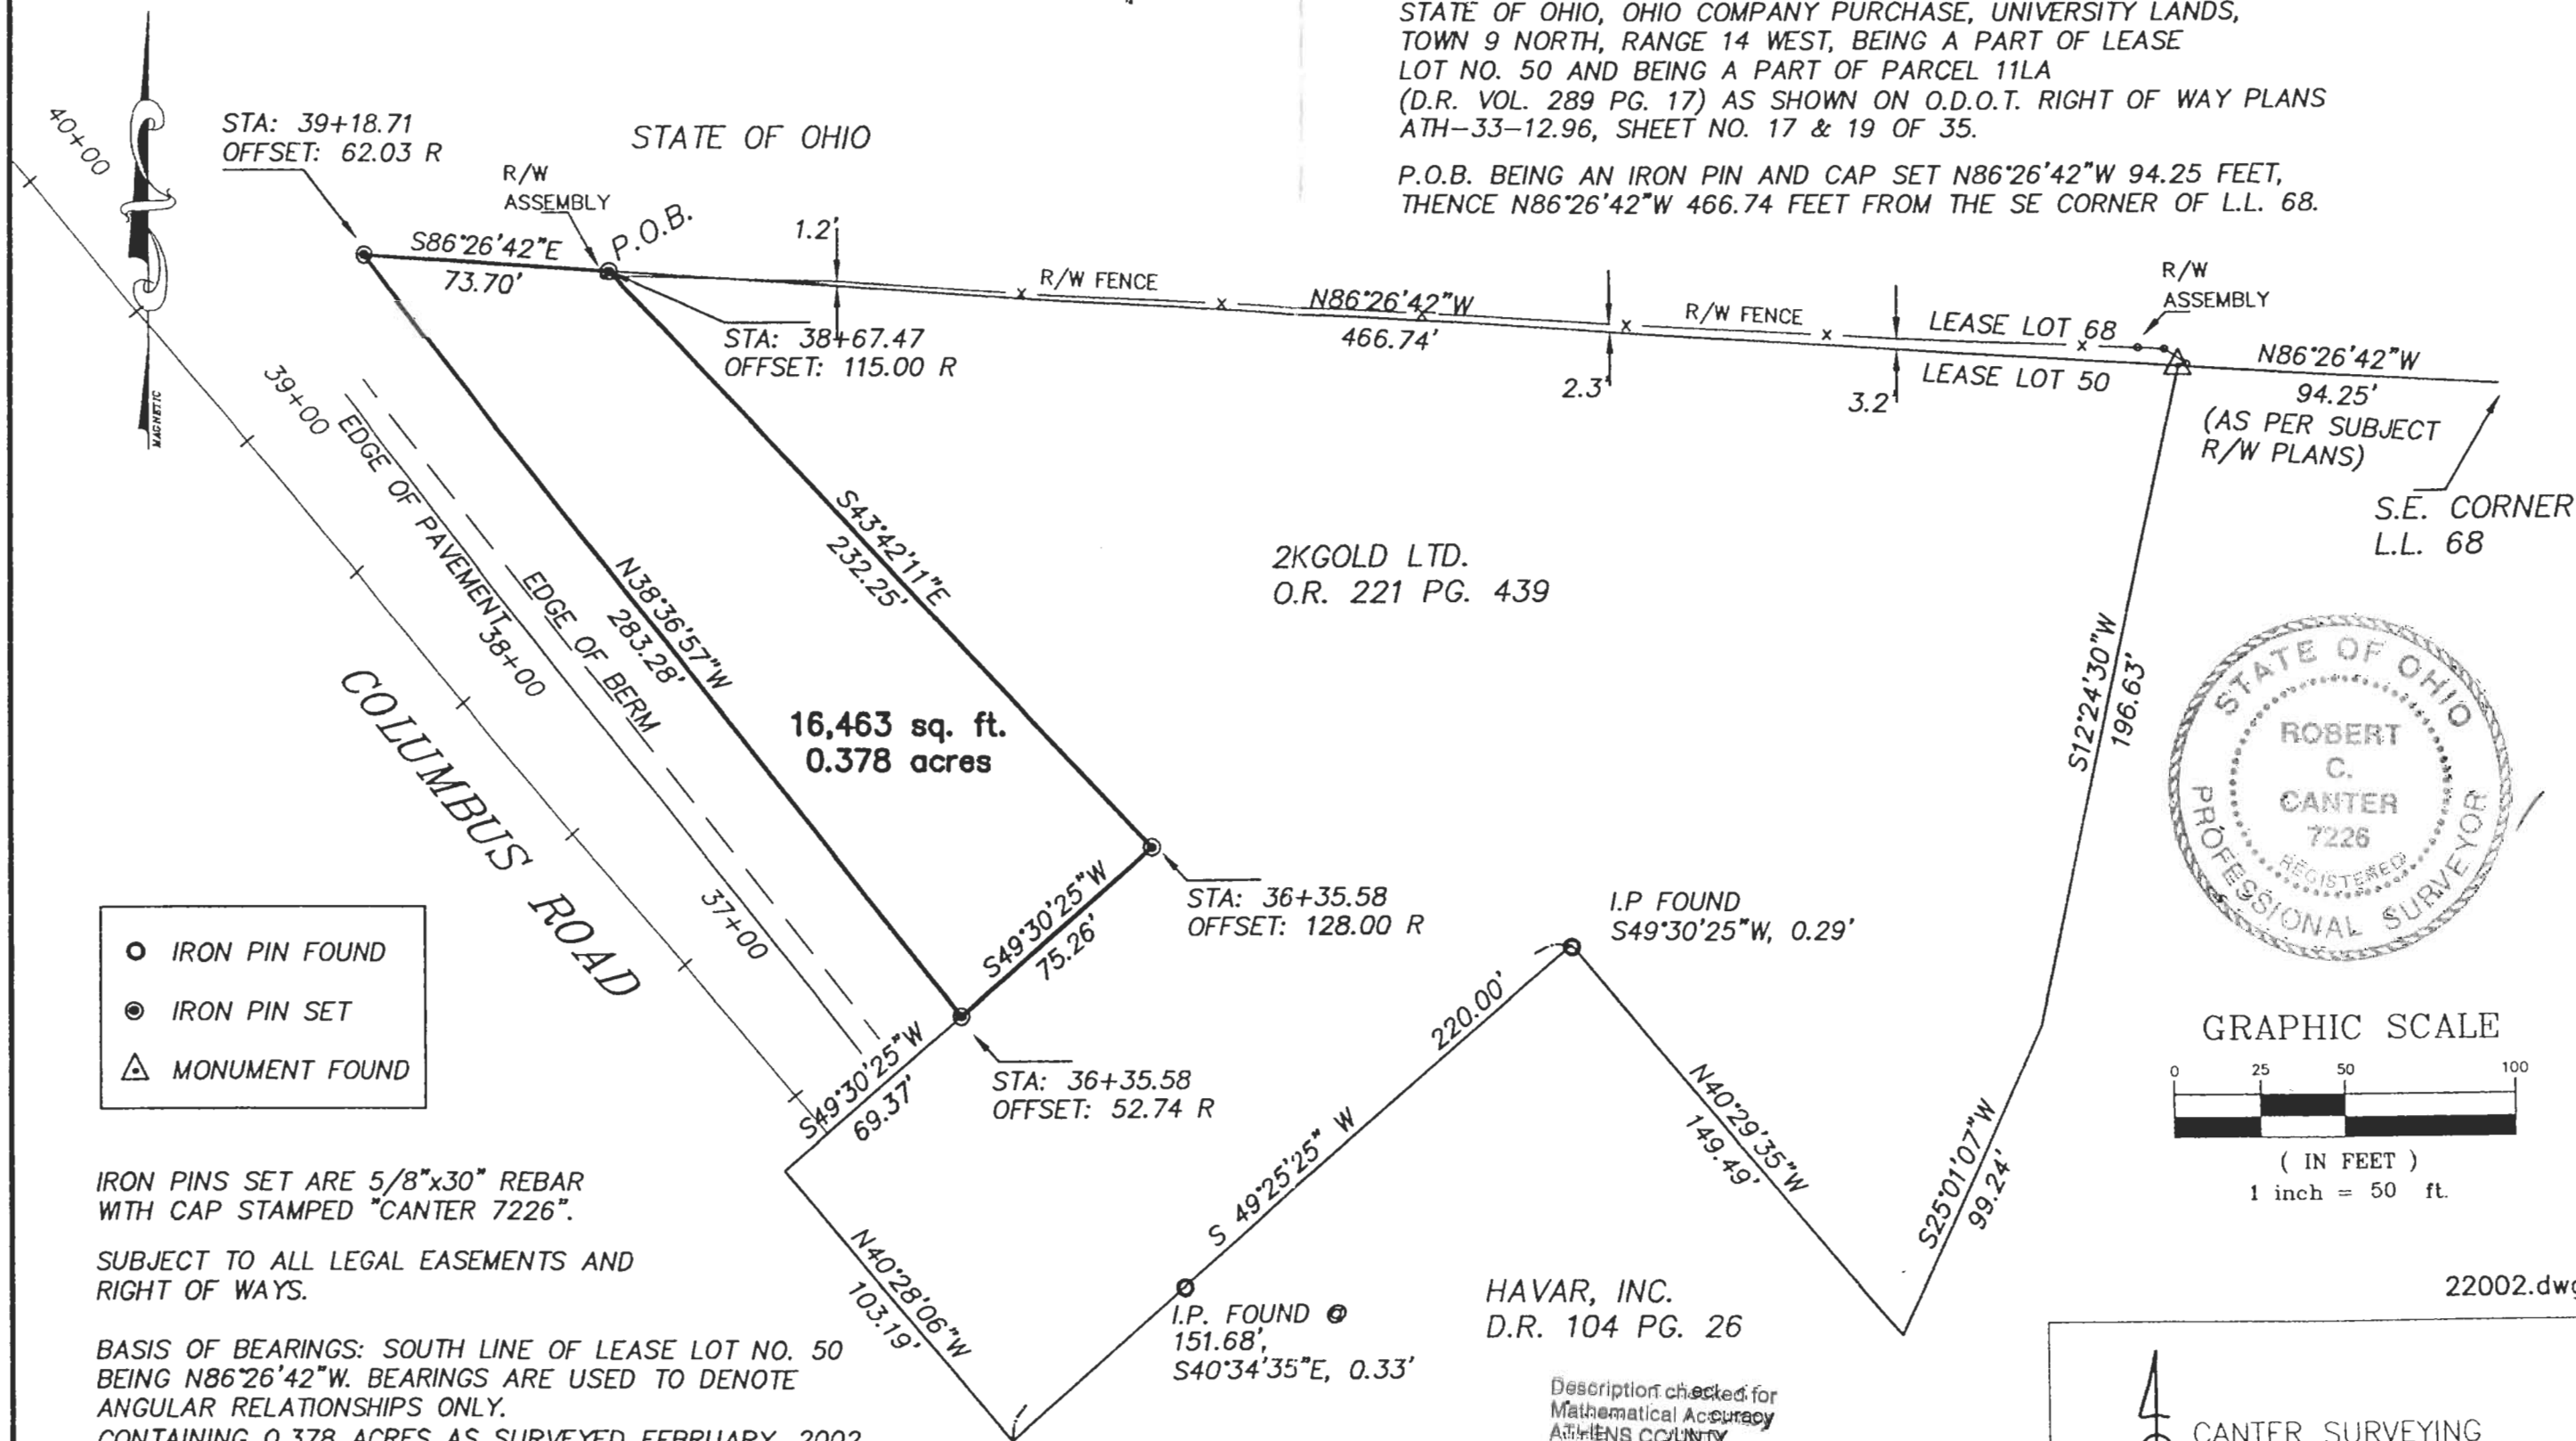 STATE OF OHIO, OHIO COMPANY PURCHASE, UNIVERSITY LANDS,
TOWN 9 NORTH, RANGE 14 WEST, BEING A PART OF LEASE
LOT NO. 50 AND BEING A PART OF PARCEL 11LA
(D.R. VOL. 289 PG. 17) AS SHOWN ON O.D.O.T. RIGHT OF WAY PLANS
ATH-33-12.96, SHEET NO. 17 & 19 OF 35.
P.O.B. BEING AN IRON PIN AND CAP SET N86°26'42"W 94.25 FEET,
THENCE N86°26'42"W 466.74 FEET FROM THE SE CORNER OF L.L. 68.
40+00
MAGNETIC
STA: 39+18.71
OFFSET: 62.03 R
STATE OF OHIO
R/W
ASSEMBLY
P.O.B.
S86°26'42"E
73.70'
1.2'
R/W FENCE
N86°26'42"W
466.74'
R/W FENCE
2.3'
3.2'
LEASE LOT 68
LEASE LOT 50
R/W
ASSEMBLY
N86°26'42"W
94.25'
(AS PER SUBJECT
R/W PLANS)
S.E. CORNER
L.L. 68
STA: 38+67.47
OFFSET: 115.00 R
39+00
EDGE OF PAVEMENT
38+00
EDGE OF BERM
N38°36'57"W
283.28'
S43°42'11"E
232.25'
2KGOLD LTD.
O.R. 221 PG. 439
16,463 sq. ft.
0.378 acres
COLUMBUS ROAD
37+00
S12°24'30"W
196.63'
STATE OF OHIO
ROBERT
C.
CANTER
7226
REGISTERED
PROFESSIONAL SURVEYOR
STA: 36+35.58
OFFSET: 128.00 R
S49°30'25"W
75.26'
I.P FOUND
S49°30'25"W, 0.29'
IRON PIN FOUND
IRON PIN SET
MONUMENT FOUND
STA: 36+35.58
OFFSET: 52.74 R
S49°30'25"W
69.37'
220.00'
S 49°25'25" W
N40°29'35"W
149.49'
S25°01'07"W
99.24'
GRAPHIC SCALE
0 25 50 100
( IN FEET )
1 inch = 50 ft.
IRON PINS SET ARE 5/8"x30" REBAR
WITH CAP STAMPED "CANTER 7226".
SUBJECT TO ALL LEGAL EASEMENTS AND
RIGHT OF WAYS.
N40°28'06"W
103.19'
I.P. FOUND @
151.68',
S40°34'35"E, 0.33'
HAVAR, INC.
D.R. 104 PG. 26
22002.dwg
BASIS OF BEARINGS: SOUTH LINE OF LEASE LOT NO. 50
BEING N86°26'42"W. BEARINGS ARE USED TO DENOTE
ANGULAR RELATIONSHIPS ONLY.
CONTAINING 0.378 ACRES AS SURVEYED FEBRUARY, 2002
Description checked for
Mathematical Accuracy
ATHENS COUNTY
CANTER SURVEYING